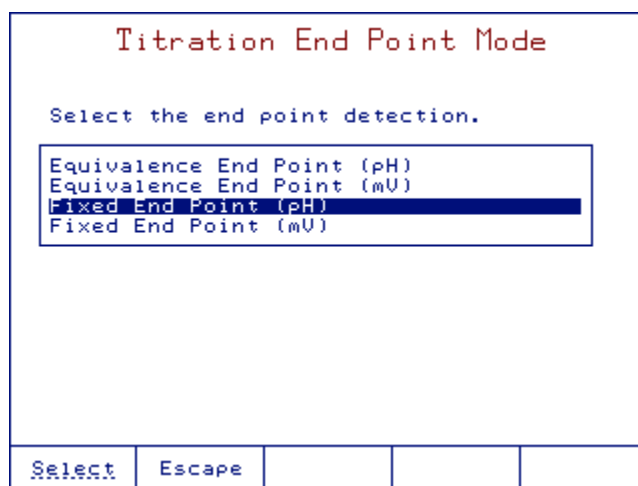 Titration End Point Mode
Select the end point detection.
Equivalence End Point (pH)
Equivalence End Point (mV)
Fixed End Point (pH)
Fixed End Point (mV)
Select
Escape